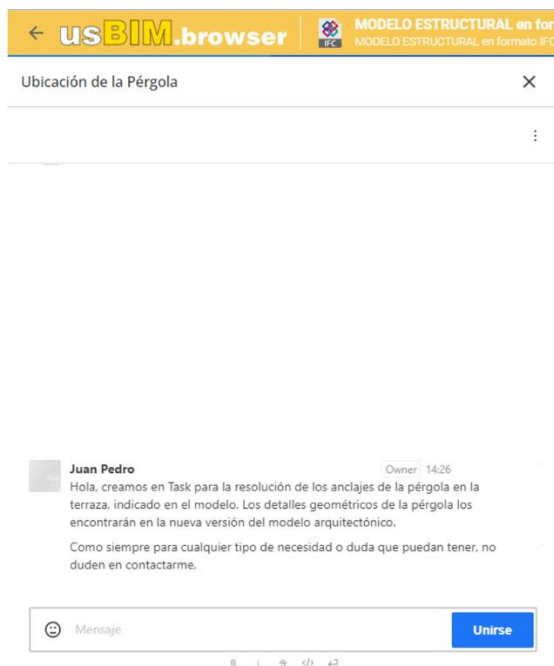 usBIM.browser
IFC
MODELO ESTRUCTURAL en for
MODELO ESTRUCTURAL en formato IFC
Ubicación de la Pérgola
Juan Pedro
Owner 14:26
Hola, creamos en Task para la resolución de los anclajes de la pérgola en la
terraza, indicado en el modelo. Los detalles geométricos de la pérgola los
encontrarán en la nueva versión del modelo arquitectónico.
Como siempre para cualquier tipo de necesidad o duda que puedan tener, no
duden en contactarme.
Mensaje
Unirse
B i S </>